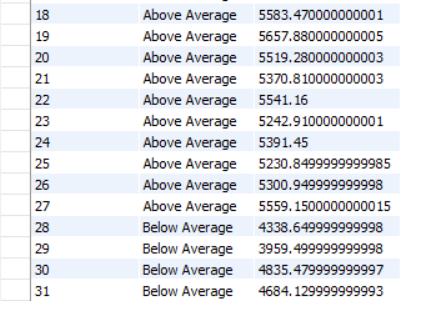 18 Above Average 5583.470000000001
19 Above Average 5657.880000000005
20 Above Average 5519.280000000003
21 Above Average 5370.810000000003
22 Above Average 5541.16
23 Above Average 5242.910000000001
24 Above Average 5391.45
25 Above Average 5230.8499999999985
26 Above Average 5300.949999999998
27 Above Average 5559.1500000000015
28 Below Average 4338.649999999998
29 Below Average 3959.499999999998
30 Below Average 4835.479999999997
31 Below Average 4684.129999999993